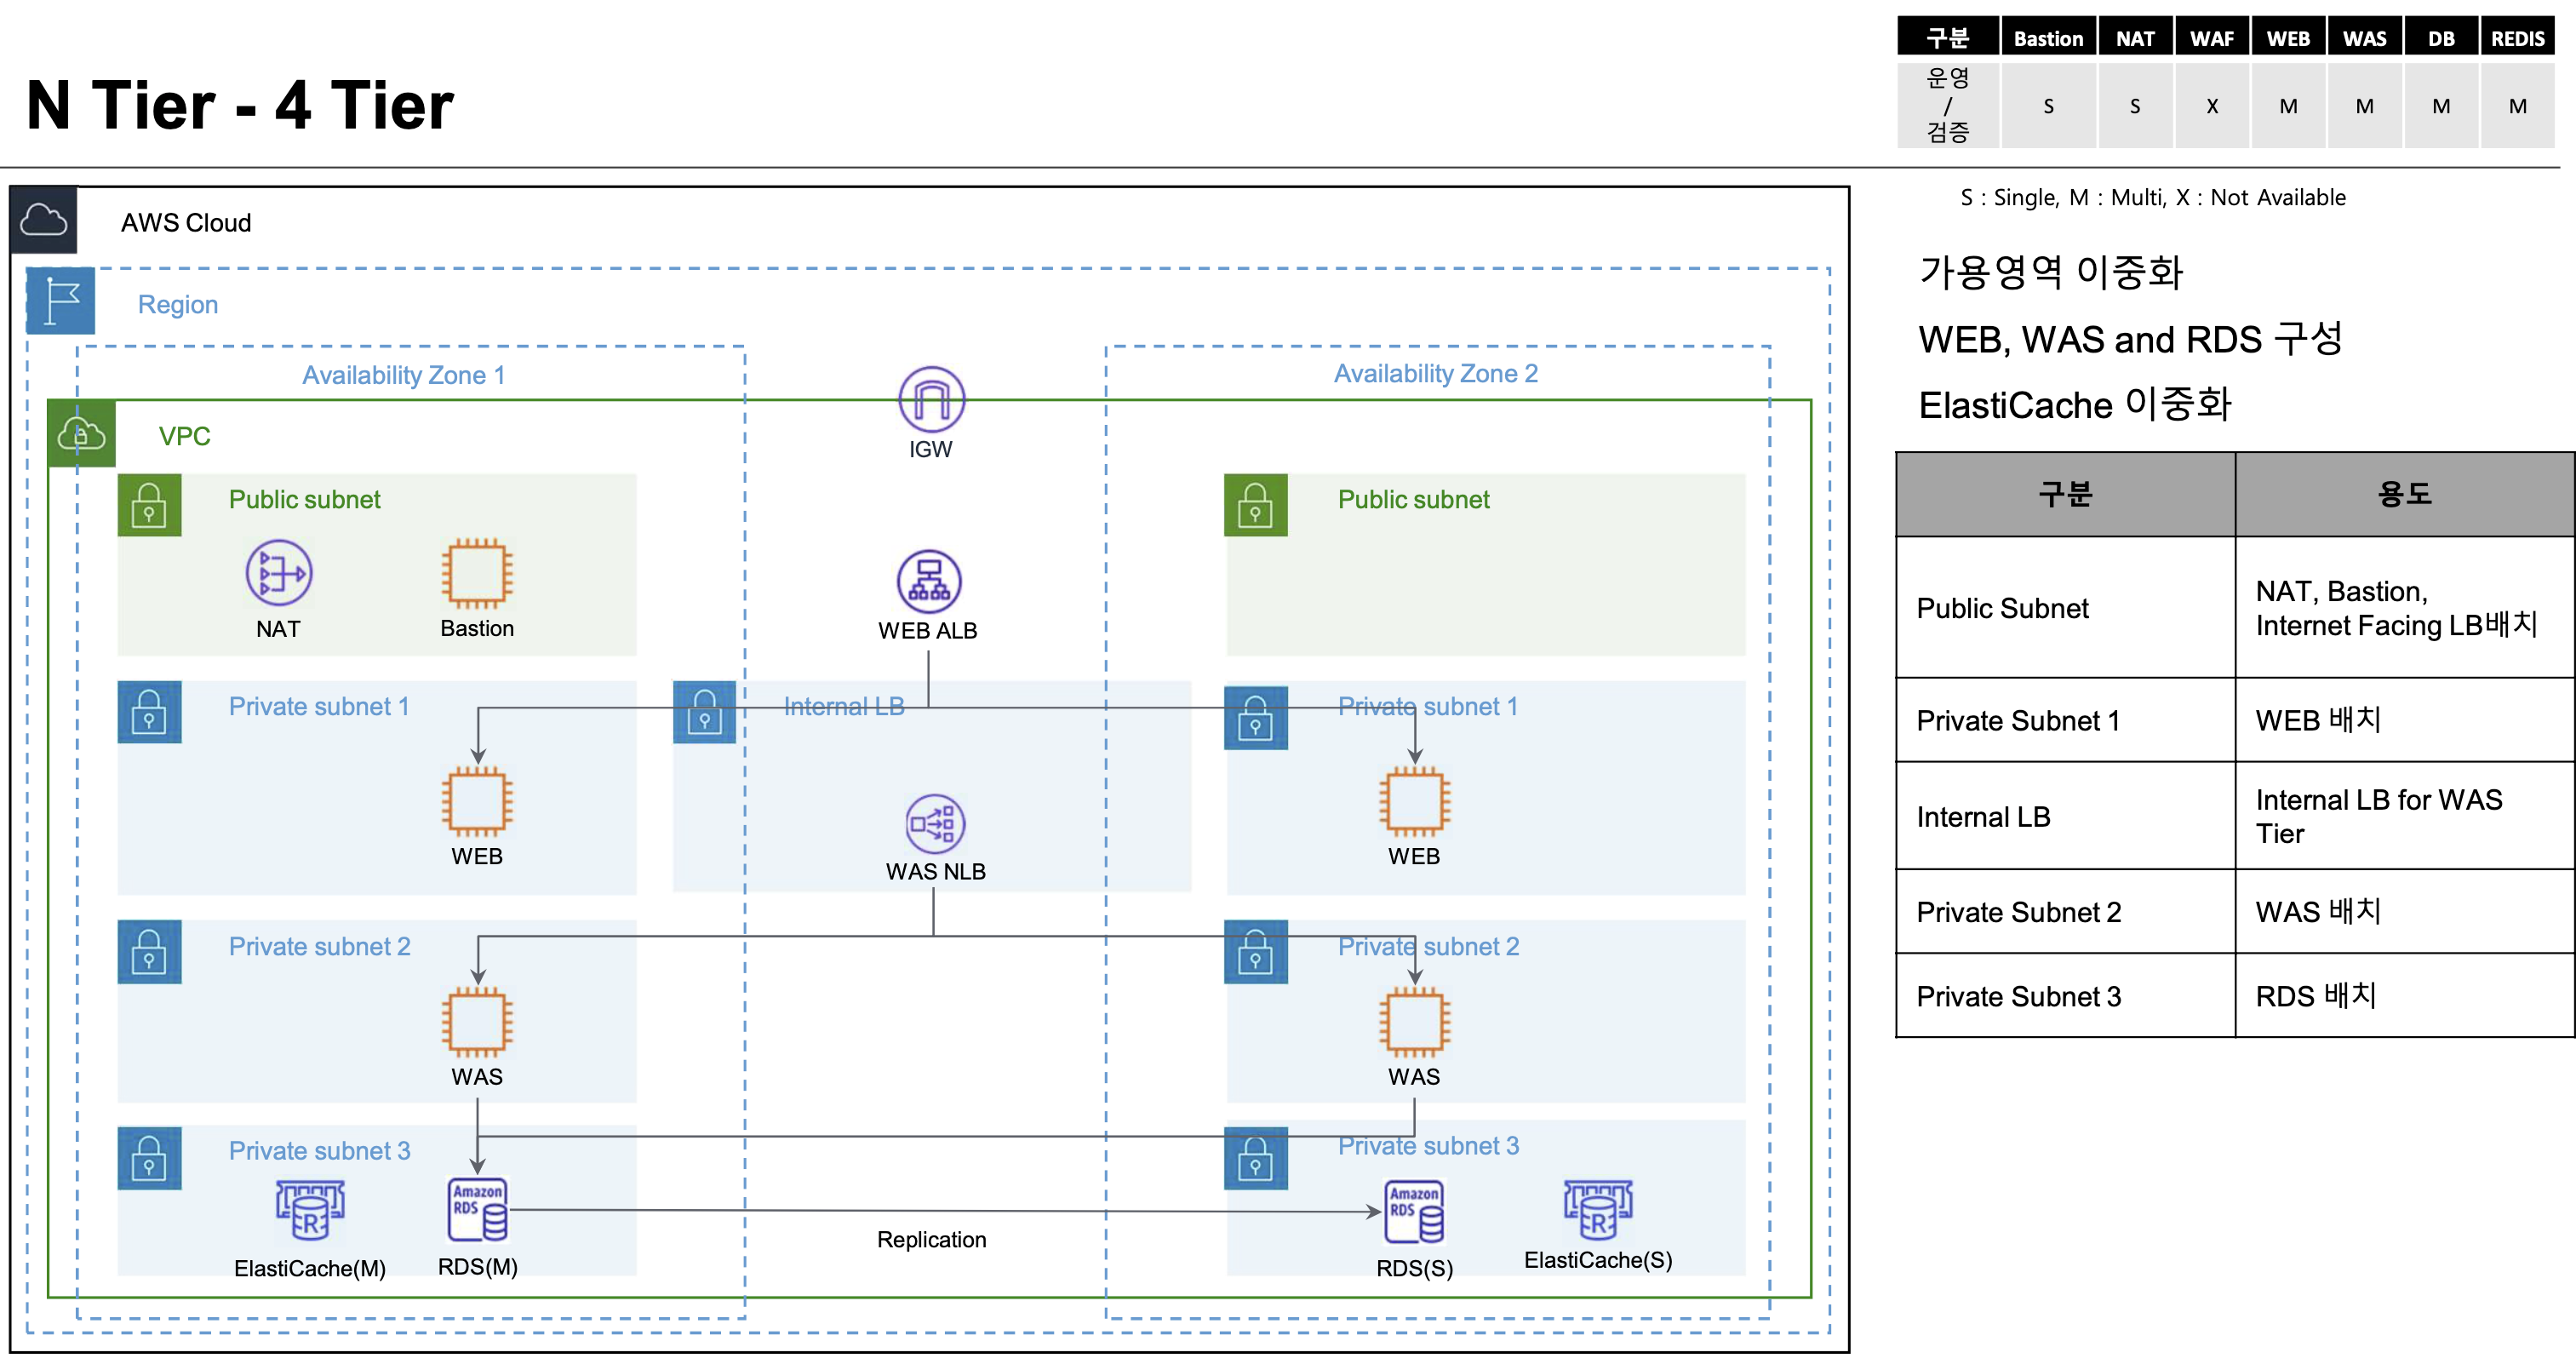 N Tier - 4 Tier
구분 Bastion NAT WAF WEB WAS DB REDIS
운영
/
검증
S S X M M M M
S : Single, M : Multi, X : Not Available
AWS Cloud
Region
Availability Zone 1
Availability Zone 2
IGW
VPC
Public subnet
NAT
Bastion
WEB ALB
Public subnet
Private subnet 1
WEB
Internal LB
WAS NLB
Private subnet 1
WEB
Private subnet 2
WAS
Private subnet 2
WAS
Private subnet 3
ElastiCache(M)
Amazon
RDS
RDS(M)
Replication
Private subnet 3
Amazon
RDS
RDS(S)
ElastiCache(S)
가용영역 이중화
WEB, WAS and RDS 구성
ElastiCache 이중화
구분 용도
Public Subnet
NAT, Bastion,
Internet Facing LB배치
Private Subnet 1 WEB 배치
Internal LB
Internal LB for WAS
Tier
Private Subnet 2 WAS 배치
Private Subnet 3 RDS 배치